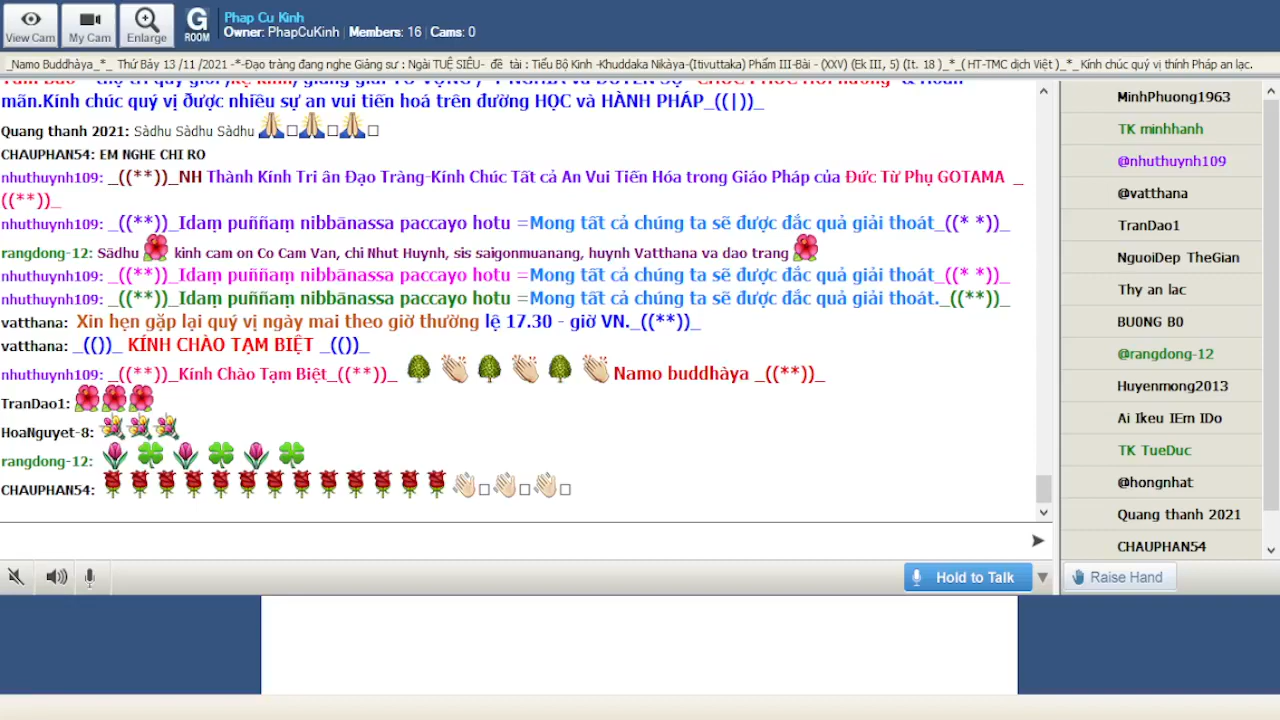 View Cam
My Cam
Enlarge
G
ROOM
Phap Cu Kinh
Owner: PhapCuKinh | Members: 16 | Cams: 0
_Namo Buddhàya_*_ Thứ Bảy 13 /11 /2021 -*-Đạo tràng đang nghe Giảng sư : Ngài TUỆ SIÊU- đề tài : Tiểu Bộ Kinh -Khuddaka Nikàya-(Itivuttaka) Phẩm III-Bài - (XXV) (Ek III, 5) (It. 18 )_*_( HT-TMC dịch Việt )_*_Kính chúc quý vị thính Pháp an lạc.
mãn.Kính chúc quý vị được nhiều sự an vui tiến hoá trên đường HỌC và HÀNH PHÁP_((|))_
Quang thanh 2021: Sàdhu Sàdhu Sàdhu 🙏🏻🙏🏻🙏🏻
CHAUPHAN54: EM NGHE CHI RO
nhuthuynh109: _((**))_NH Thành Kính Tri ân Đạo Tràng-Kính Chúc Tất cả An Vui Tiến Hóa trong Giáo Pháp của Đức Từ Phụ GOTAMA _
((**))_
nhuthuynh109: _((**))_Idaṃ puññaṃ nibbānassa paccayo hotu =Mong tất cả chúng ta sẽ được đắc quả giải thoát_((* *))_
rangdong-12: Sādhu 🌺 kinh cam on Co Cam Van, chi Nhut Huynh, sis saigonmuanang, huynh Vatthana va dao trang 🌺
nhuthuynh109: _((**))_Idaṃ puññaṃ nibbānassa paccayo hotu =Mong tất cả chúng ta sẽ được đắc quả giải thoát_((* *))_
nhuthuynh109: _((**))_Idaṃ puññaṃ nibbānassa paccayo hotu =Mong tất cả chúng ta sẽ được đắc quả giải thoát._((**))_
vatthana: Xin hẹn gặp lại quý vị ngày mai theo giờ thường lệ 17.30 - giờ VN._((**))_
vatthana: _(())_ KÍNH CHÀO TẠM BIỆT _(())_
nhuthuynh109: _((**))_Kính Chào Tạm Biệt_((**))_ 🌳 👏🏻 🌳 👏🏻 🌳 👏🏻 Namo buddhàya _((**))_
TranDao1: 🌺🌺🌺
HoaNguyet-8: 💐💐💐
rangdong-12: 🌷 🍀 🌷 🍀 🌷 🍀
CHAUPHAN54: 🌹🌹🌹🌹🌹🌹🌹🌹🌹🌹🌹🌹🌹👋🏻👋🏻👋🏻
Hold to Talk
MinhPhuong1963
TK minhhanh
@nhuthuynh109
@vatthana
TranDao1
NguoiDep TheGian
Thy an lac
BU0NG B0
@rangdong-12
Huyenmong2013
Ai Ikeu IEm IDo
TK TueDuc
@hongnhat
Quang thanh 2021
CHAUPHAN54
Raise Hand